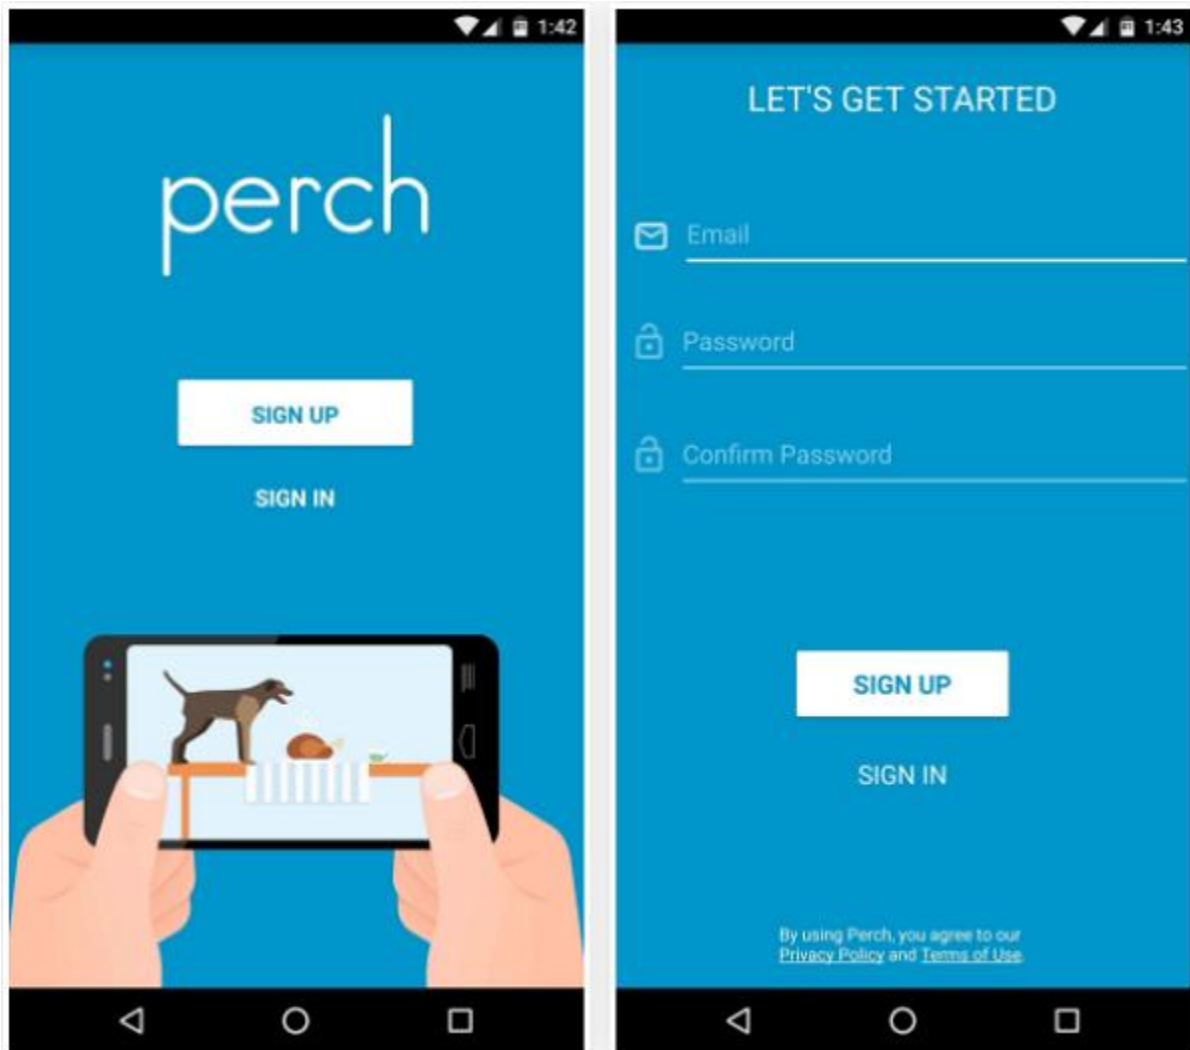 1:42
perch
SIGN UP
SIGN IN
1:43
LET'S GET STARTED
Email
Password
Confirm Password
SIGN UP
SIGN IN
By using Perch, you agree to our
Privacy Policy and Terms of Use.